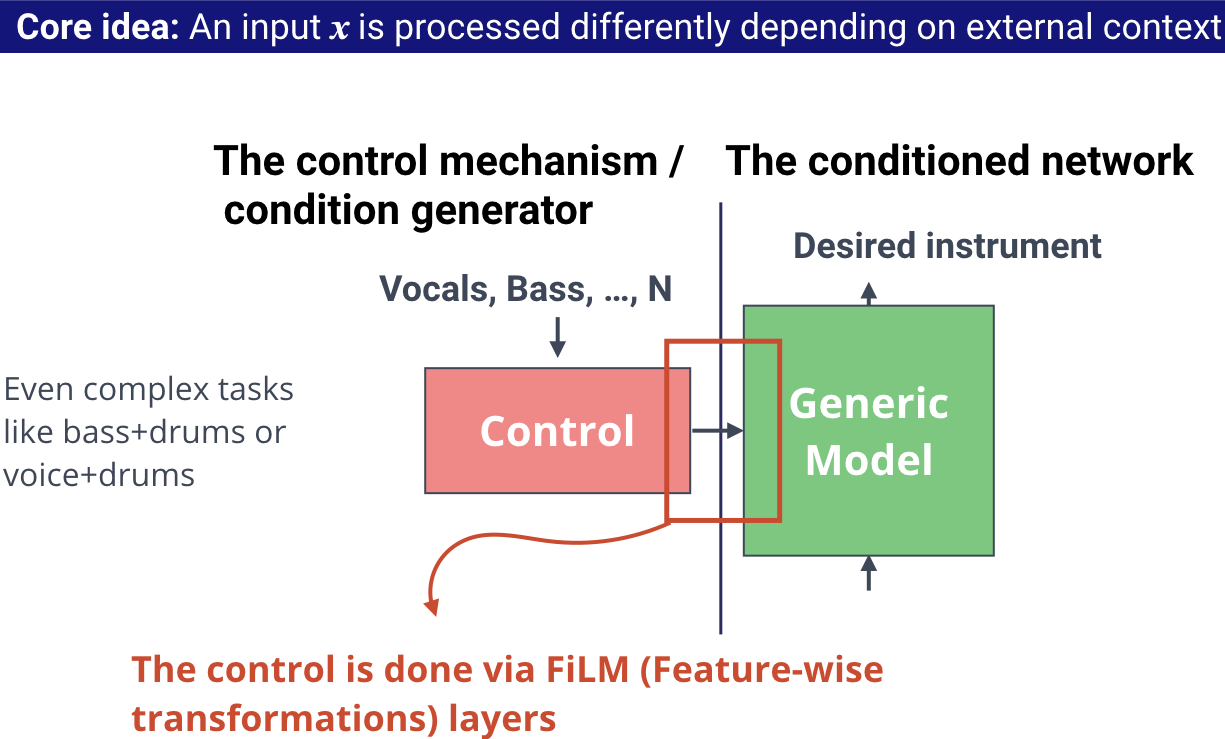 Core idea: An input x is processed differently depending on external context
The control mechanism /
condition generator
The conditioned network
Desired instrument
Vocals, Bass, ..., N
Even complex tasks
like bass+drums or
voice+drums
Control
Generic
Model
The control is done via FiLM (Feature-wise
transformations) layers